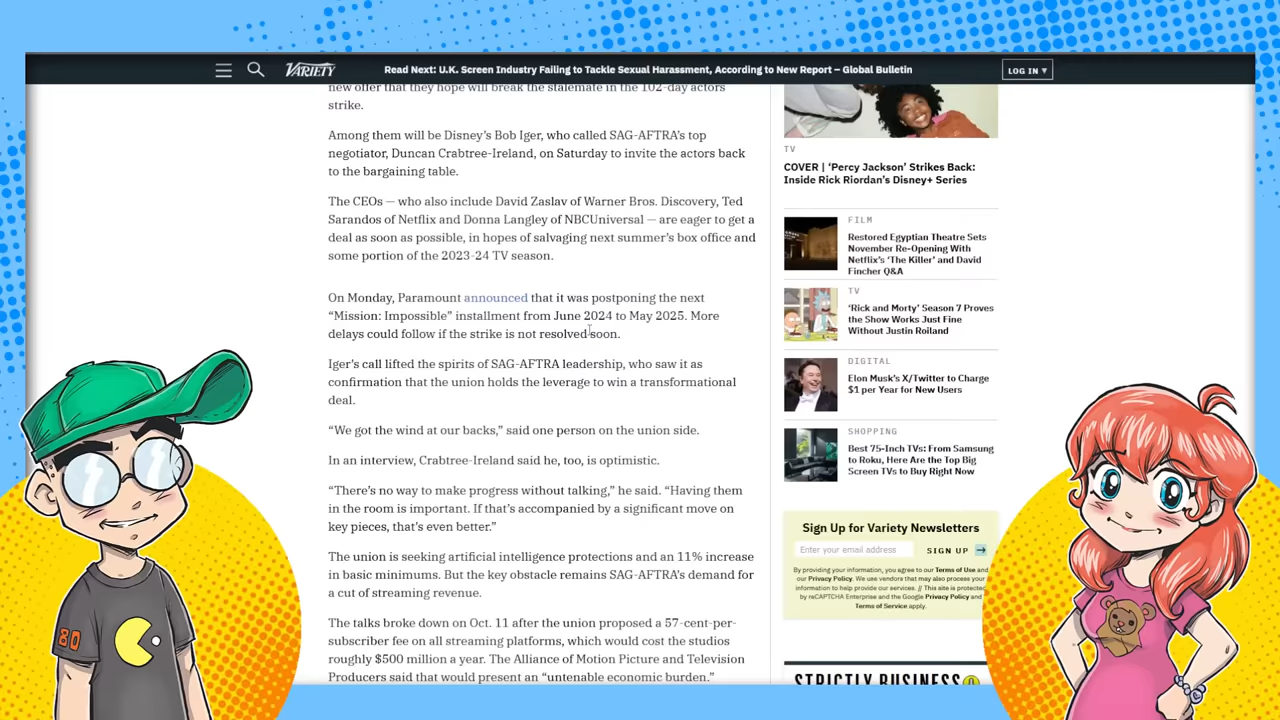 VARIETY
Read Next: U.K. Screen Industry Failing to Tackle Sexual Harassment, According to New Report – Global Bulletin
LOG IN ▾
new offer that they hope will break the stalemate in the 102-day actors
strike.
Among them will be Disney's Bob Iger, who called SAG-AFTRA's top
negotiator, Duncan Crabtree-Ireland, on Saturday to invite the actors back
to the bargaining table.
The CEOs — who also include David Zaslav of Warner Bros. Discovery, Ted
Sarandos of Netflix and Donna Langley of NBCUniversal — are eager to get a
deal as soon as possible, in hopes of salvaging next summer's box office and
some portion of the 2023-24 TV season.
On Monday, Paramount announced that it was postponing the next
“Mission: Impossible” installment from June 2024 to May 2025. More
delays could follow if the strike is not resolved soon.
Iger's call lifted the spirits of SAG-AFTRA leadership, who saw it as
confirmation that the union holds the leverage to win a transformational
deal.
“We got the wind at our backs,” said one person on the union side.
In an interview, Crabtree-Ireland said he, too, is optimistic.
“There's no way to make progress without talking,” he said. “Having them
in the room is important. If that's accompanied by a significant move on
key pieces, that's even better.”
The union is seeking artificial intelligence protections and an 11% increase
in basic minimums. But the key obstacle remains SAG-AFTRA's demand for
a cut of streaming revenue.
The talks broke down on Oct. 11 after the union proposed a 57-cent-per-
subscriber fee on all streaming platforms, which would cost the studios
roughly $500 million a year. The Alliance of Motion Picture and Television
Producers said that would present an “untenable economic burden.”
TV
COVER | ‘Percy Jackson’ Strikes Back:
Inside Rick Riordan's Disney+ Series
FILM
Restored Egyptian Theatre Sets
November Re-Opening With
Netflix's ‘The Killer’ and David
Fincher Q&A
TV
‘Rick and Morty’ Season 7 Proves
the Show Works Just Fine
Without Justin Roiland
DIGITAL
Elon Musk's X/Twitter to Charge
$1 per Year for New Users
SHOPPING
Best 75-Inch TVs: From Samsung
to Roku, Here Are the Top Big
Screen TVs to Buy Right Now
Sign Up for Variety Newsletters
Enter your email address
SIGN UP →
By providing your information, you agree to our Terms of Use and
our Privacy Policy. We use vendors that may also process your
information to help provide our services. // This site is protected
by reCAPTCHA Enterprise and the Google Privacy Policy and
Terms of Service apply.
STRICTLY BUSINESS
80